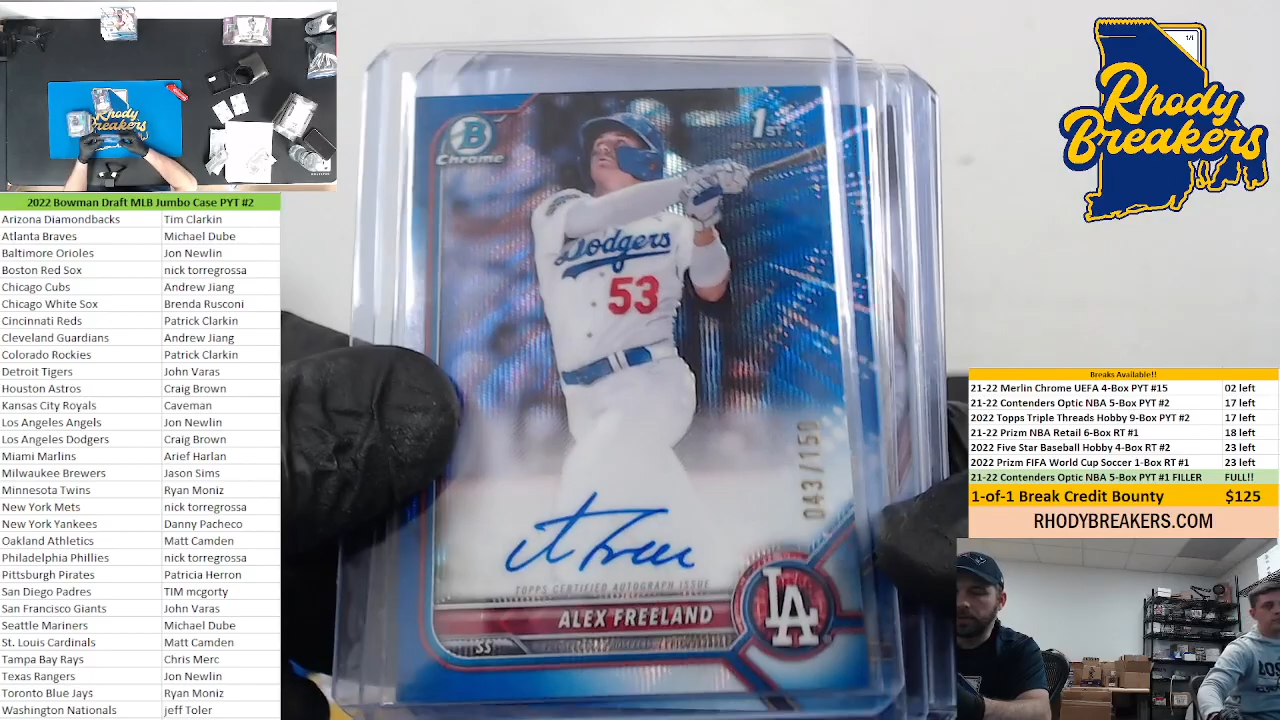 2022 Bowman Draft MLB Jumbo Case PYT #2
Arizona Diamondbacks Tim Clarkin
Atlanta Braves Michael Dube
Baltimore Orioles Jon Newlin
Boston Red Sox nick torregrossa
Chicago Cubs Andrew Jiang
Chicago White Sox Brenda Rusconi
Cincinnati Reds Patrick Clarkin
Cleveland Guardians Andrew Jiang
Colorado Rockies Patrick Clarkin
Detroit Tigers John Varas
Houston Astros Craig Brown
Kansas City Royals Caveman
Los Angeles Angels Jon Newlin
Los Angeles Dodgers Craig Brown
Miami Marlins Arief Harlan
Milwaukee Brewers Jason Sims
Minnesota Twins Ryan Moniz
New York Mets nick torregrossa
New York Yankees Danny Pacheco
Oakland Athletics Matt Camden
Philadelphia Phillies nick torregrossa
Pittsburgh Pirates Patricia Herron
San Diego Padres TIM mcgorty
San Francisco Giants John Varas
Seattle Mariners Michael Dube
St. Louis Cardinals Matt Camden
Tampa Bay Rays Chris Merc
Texas Rangers Jon Newlin
Toronto Blue Jays Ryan Moniz
Washington Nationals jeff Toler
Rhody
Breakers
B
Chrome
1ST
BOWMAN
Dodgers
53
043/150
TOPPS CERTIFIED AUTOGRAPH ISSUE
ALEX FREELAND
SS
LA
1/1
Rhody
Breakers
Breaks Available!!
21-22 Merlin Chrome UEFA 4-Box PYT #15 02 left
21-22 Contenders Optic NBA 5-Box PYT #2 17 left
2022 Topps Triple Threads Hobby 9-Box PYT #2 17 left
21-22 Prizm NBA Retail 6-Box RT #1 18 left
2022 Five Star Baseball Hobby 4-Box RT #2 23 left
2022 Prizm FIFA World Cup Soccer 1-Box RT #1 23 left
21-22 Contenders Optic NBA 5-Box PYT #1 FILLER FULL!!
1-of-1 Break Credit Bounty $125
RHODYBREAKERS.COM